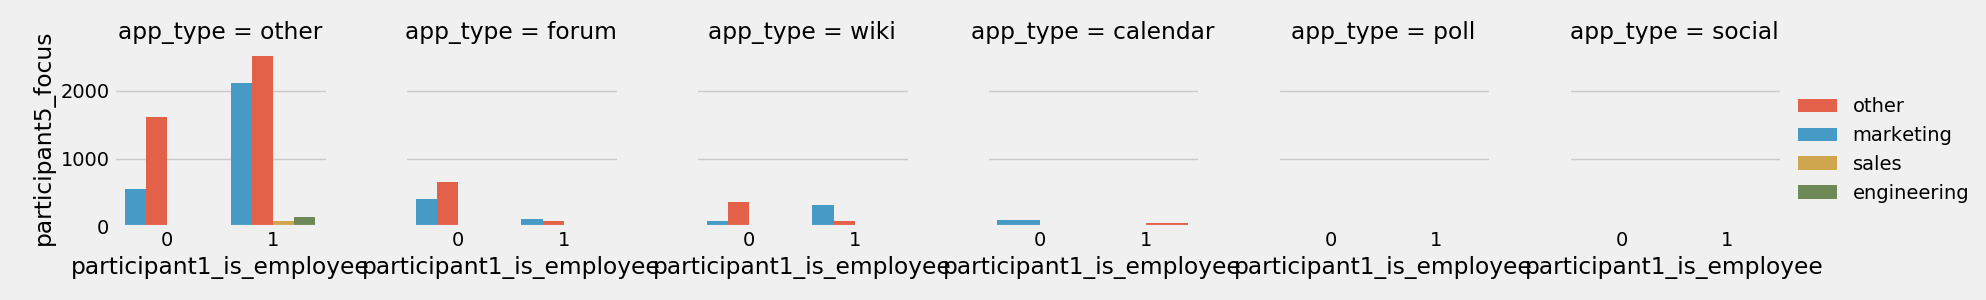 app_type = other
app_type = forum
app_type = wiki
app_type = calendar
app_type = poll
app_type = social
participant5_focus
2000
1000
0
0 1
0 1
0 1
0 1
0 1
0 1
participant1_is_employee
participant1_is_employee
participant1_is_employee
participant1_is_employee
participant1_is_employee
participant1_is_employee
other
marketing
sales
engineering